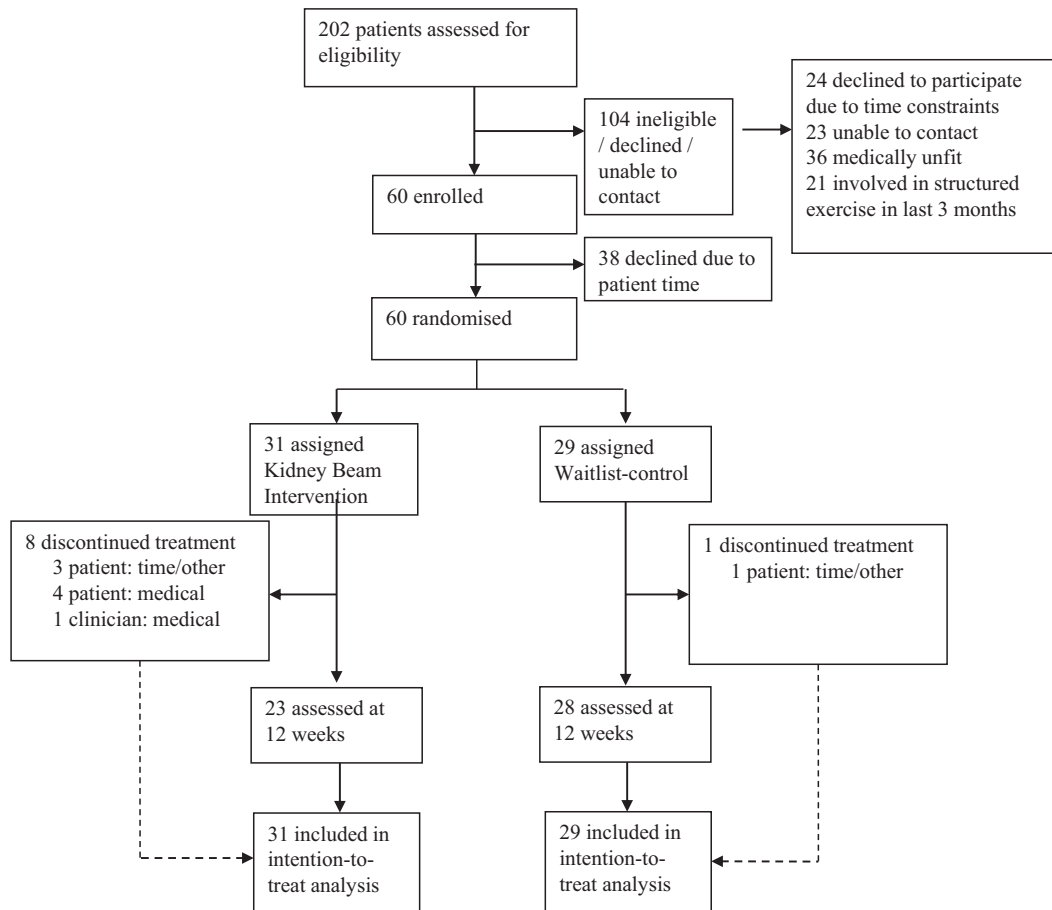 202 patients assessed for
eligibility
104 ineligible
/ declined /
unable to
contact
24 declined to participate
due to time constraints
23 unable to contact
36 medically unfit
21 involved in structured
exercise in last 3 months
60 enrolled
38 declined due to
patient time
60 randomised
31 assigned
Kidney Beam
Intervention
29 assigned
Waitlist-control
8 discontinued treatment
3 patient: time/other
4 patient: medical
1 clinician: medical
1 discontinued treatment
1 patient: time/other
23 assessed at
12 weeks
28 assessed at
12 weeks
31 included in
intention-to-
treat analysis
29 included in
intention-to-
treat analysis